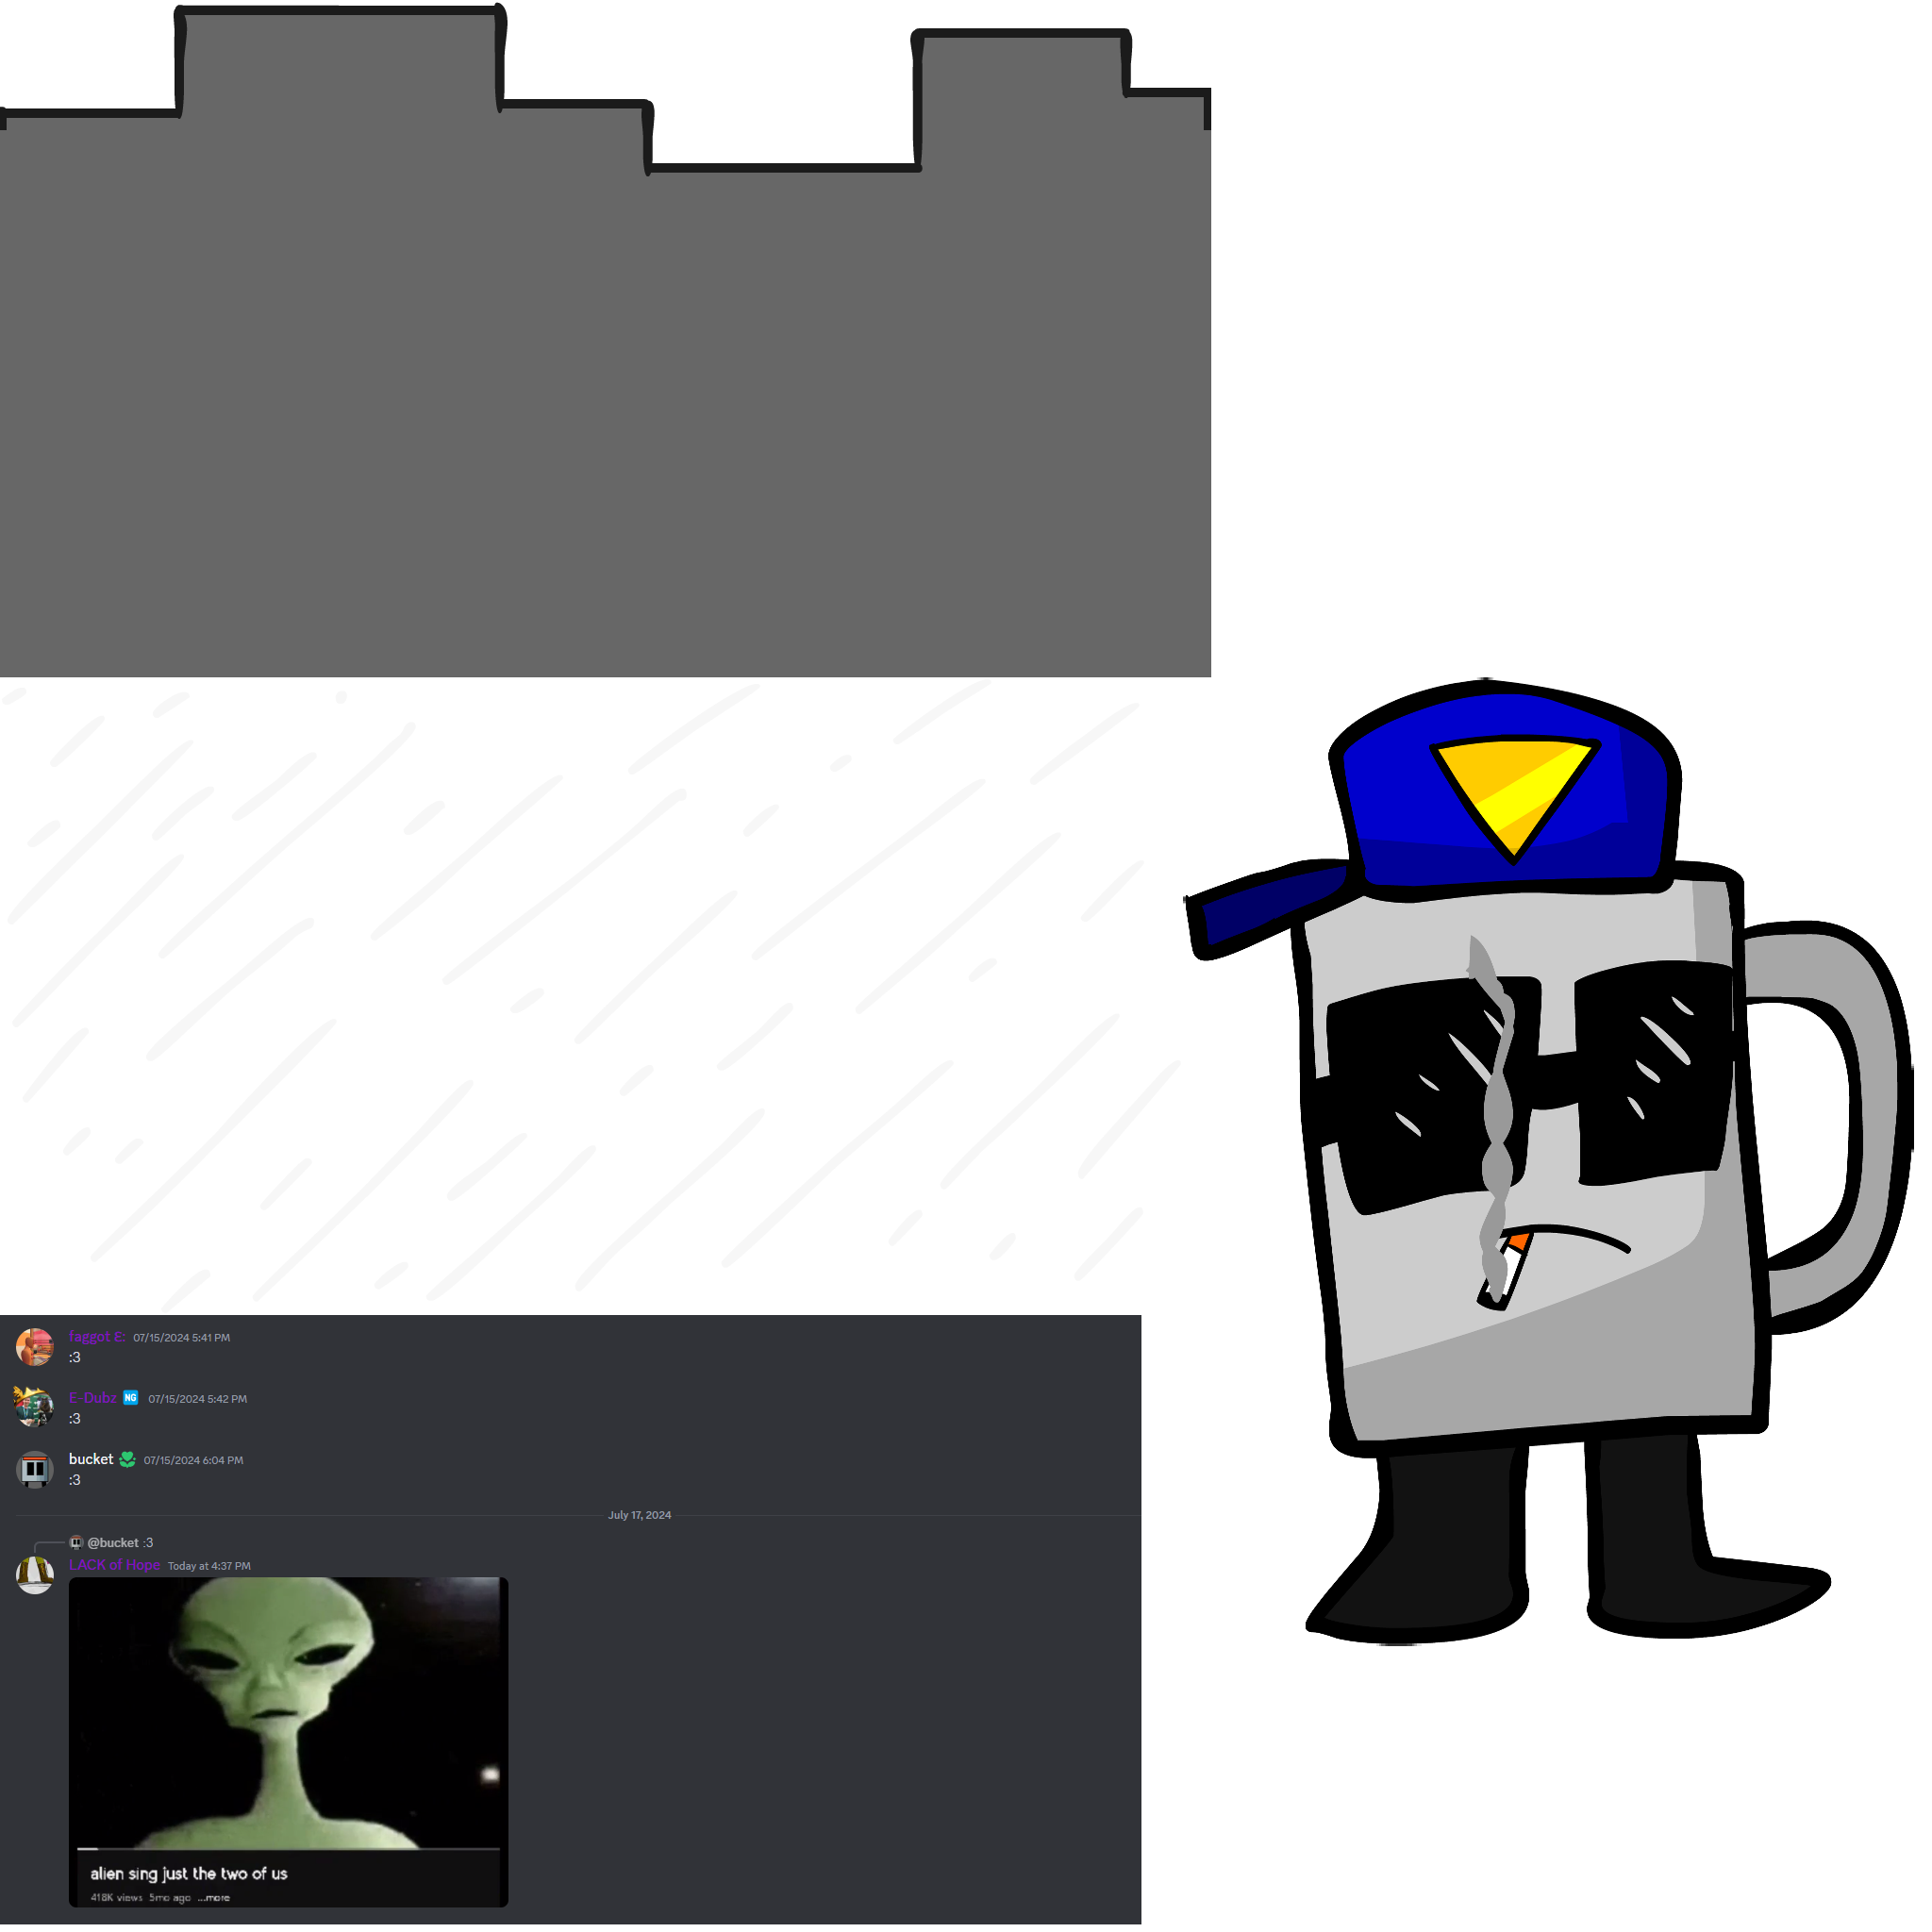 faggot E: 07/15/2024 5:41 PM
:3
E-Dubz NG 07/15/2024 5:42 PM
:3
bucket 07/15/2024 6:04 PM
:3
July 17, 2024
@bucket :3
LACK of Hope Today at 4:37 PM
alien sing just the two of us
418K views 5mo ago ...more